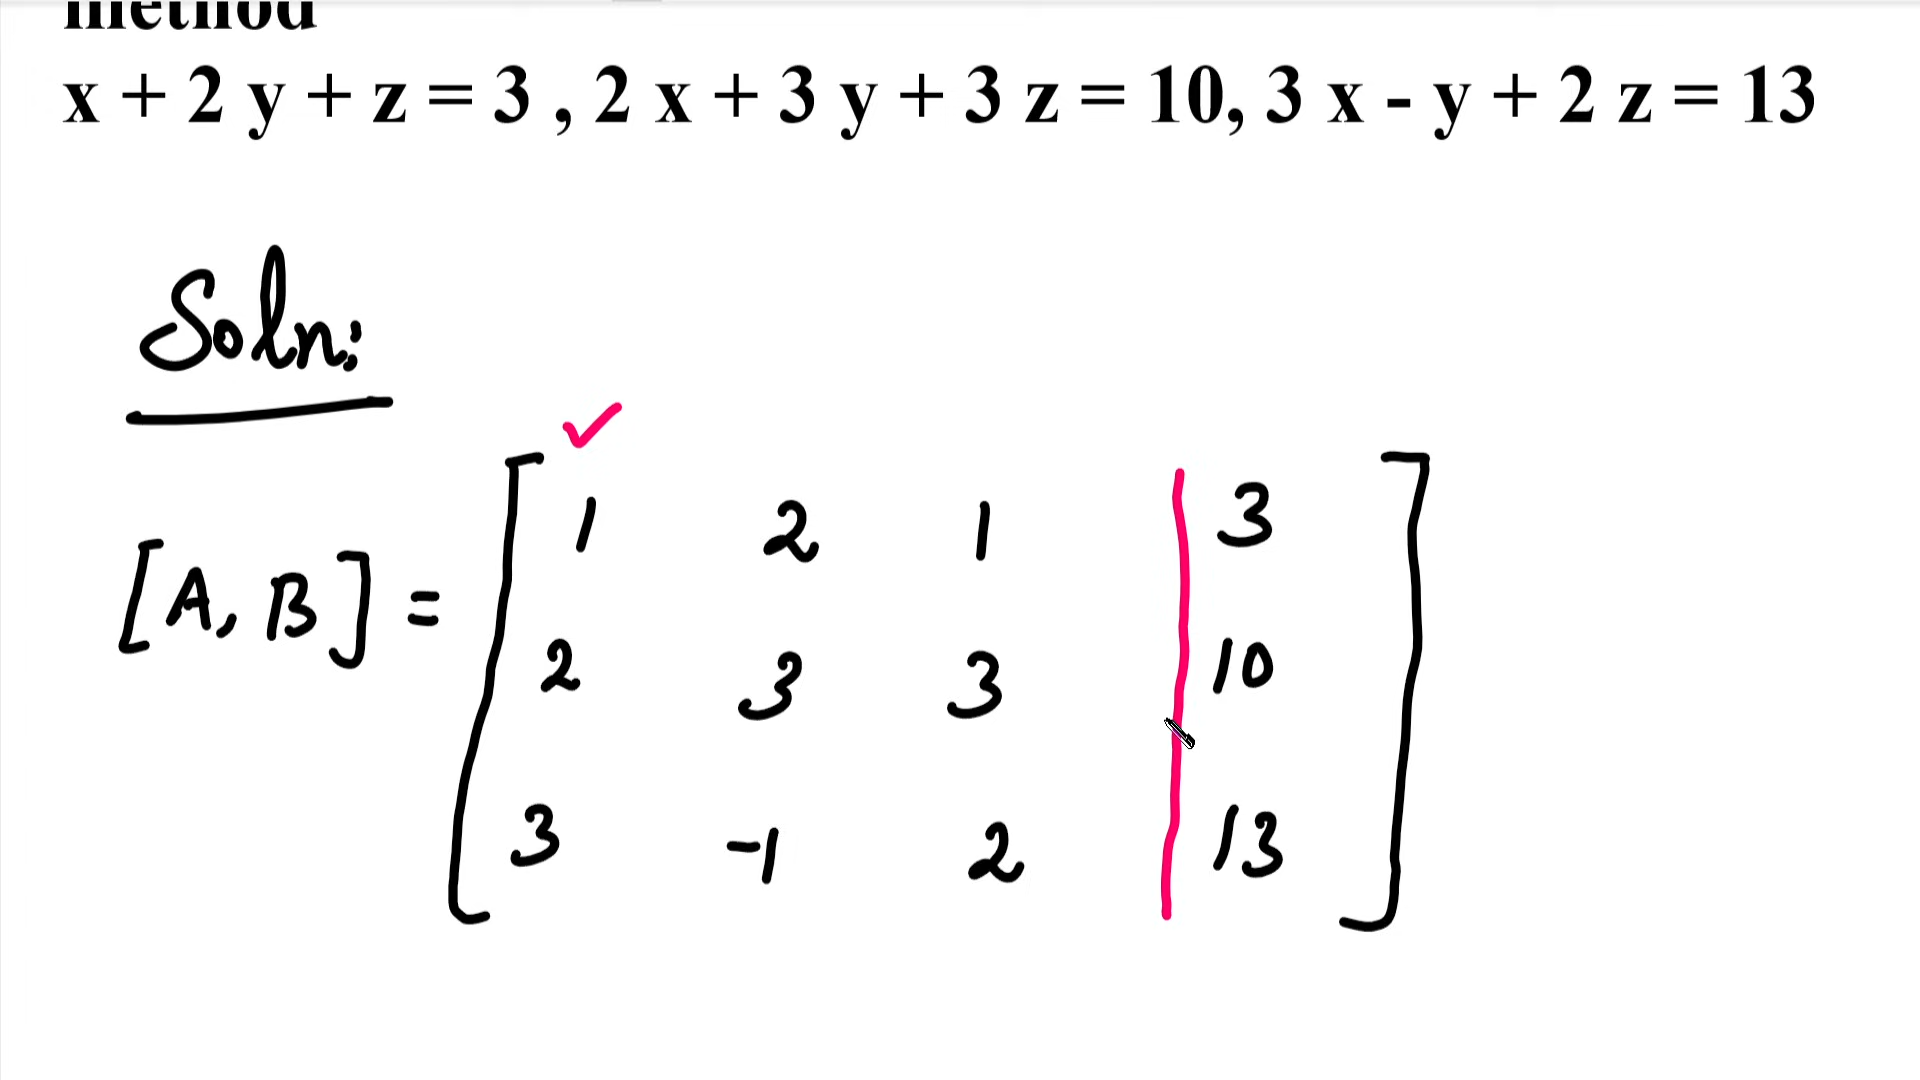 method
x + 2 y + z = 3 , 2 x + 3 y + 3 z = 10, 3 x - y + 2 z = 13
Soln:
[A, B] =
1 2 1 | 3
2 3 3 | 10
3 -1 2 | 13